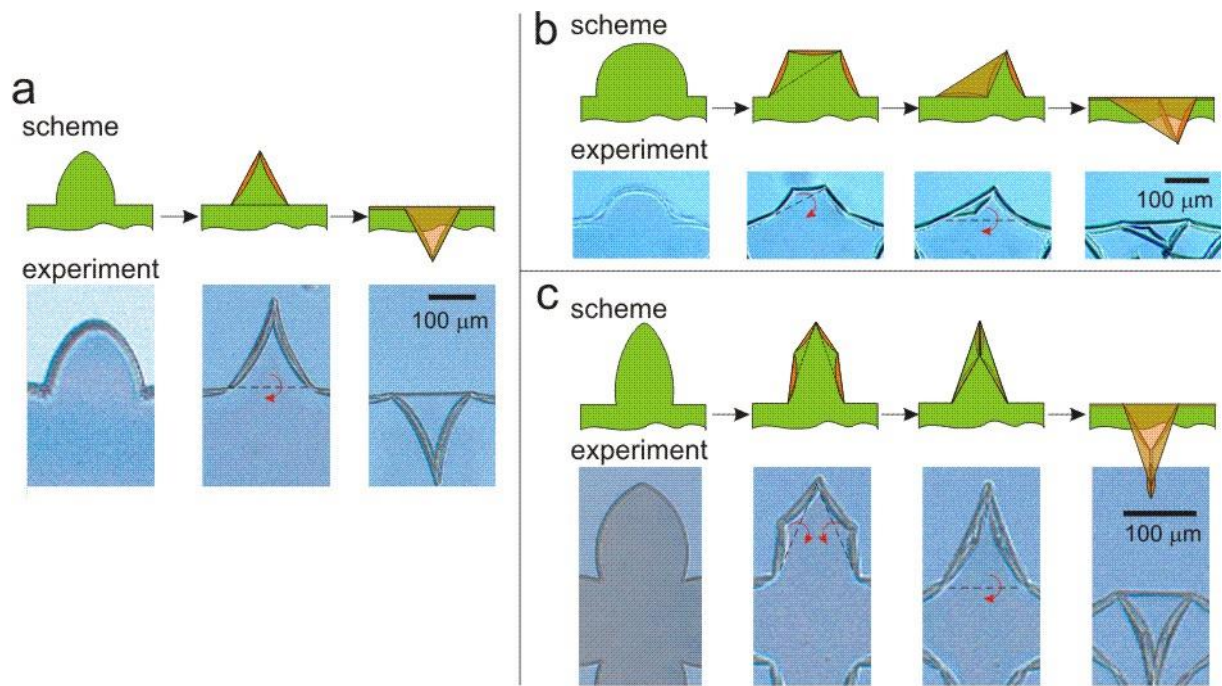 a
scheme
experiment
100 μm
b
scheme
experiment
100 μm
c
scheme
experiment
100 μm